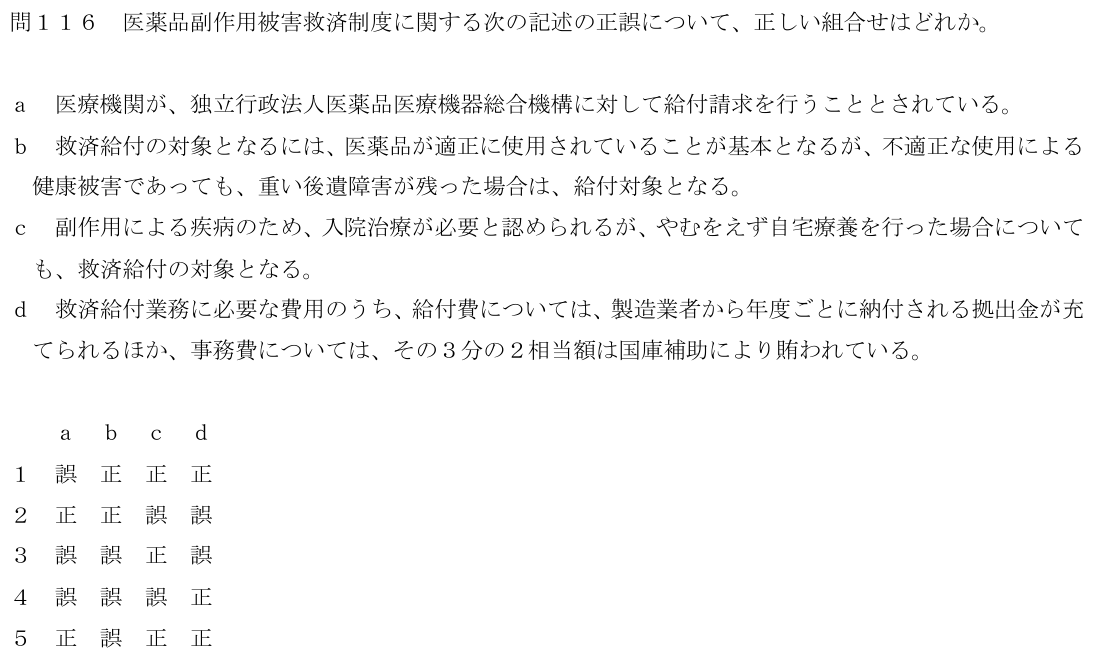 問１１６　医薬品副作用被害救済制度に関する次の記述の正誤について、正しい組合せはどれか。
ａ　医療機関が、独立行政法人医薬品医療機器総合機構に対して給付請求を行うこととされている。
ｂ　救済給付の対象となるには、医薬品が適正に使用されていることが基本となるが、不適正な使用による
健康被害であっても、重い後遺障害が残った場合は、給付対象となる。
ｃ　副作用による疾病のため、入院治療が必要と認められるが、やむをえず自宅療養を行った場合について
も、救済給付の対象となる。
ｄ　救済給付業務に必要な費用のうち、給付費については、製造業者から年度ごとに納付される拠出金が充
てられるほか、事務費については、その３分の２相当額は国庫補助により賄われている。
ａ　ｂ　ｃ　ｄ
１　誤　正　正　正
２　正　正　誤　誤
３　誤　誤　正　誤
４　誤　誤　誤　正
５　正　誤　正　正